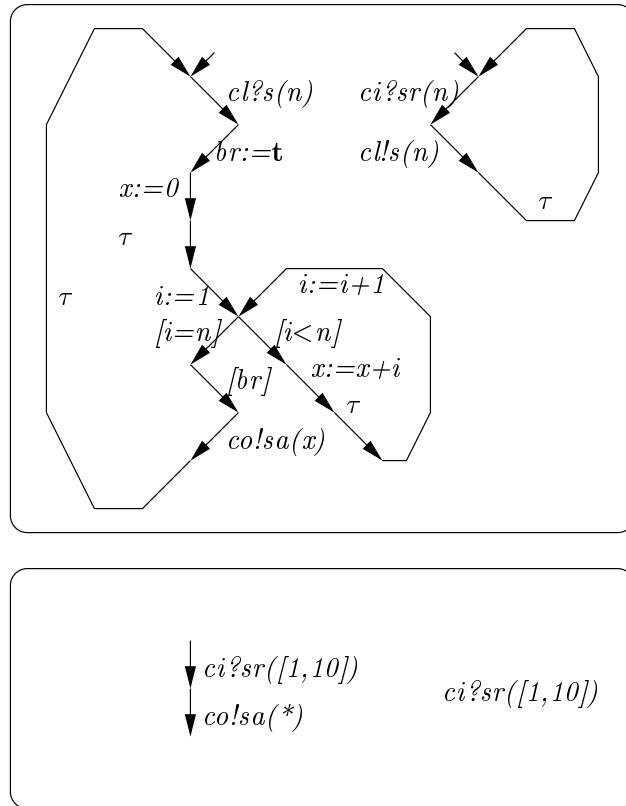 cl?s(n) ci?sr(n)
br:=t cl!s(n)
x:=0
τ
τ
i:=i+1
τ i:=1
[i=n] [i<n]
x:=x+i
[br]
τ
co!sa(x)
ci?sr([1,10])
ci?sr([1,10])
co!sa(*)